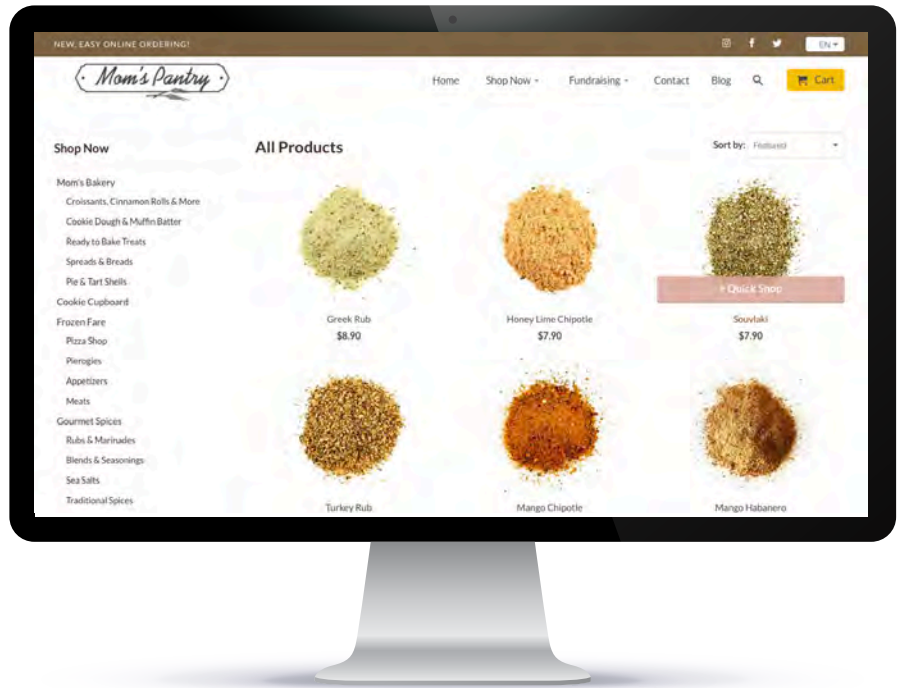 NEW, EASY ONLINE ORDERING!
EN
Mom's Pantry
Home Shop Now Fundraising Contact Blog Cart
Shop Now
All Products
Sort by: Featured
Mom's Bakery
Croissants, Cinnamon Rolls & More
Cookie Dough & Muffin Batter
Ready to Bake Treats
Spreads & Breads
Pie & Tart Shells
Cookie Cupboard
Frozen Fare
Pizza Shop
Pierogies
Appetizers
Meats
Gourmet Spices
Rubs & Marinades
Blends & Seasonings
Sea Salts
Traditional Spices
Greek Rub
$8.90
Honey Lime Chipotle
$7.90
+ Quick Shop
Souvlaki
$7.90
Turkey Rub
Mango Chipotle
Mango Habanero